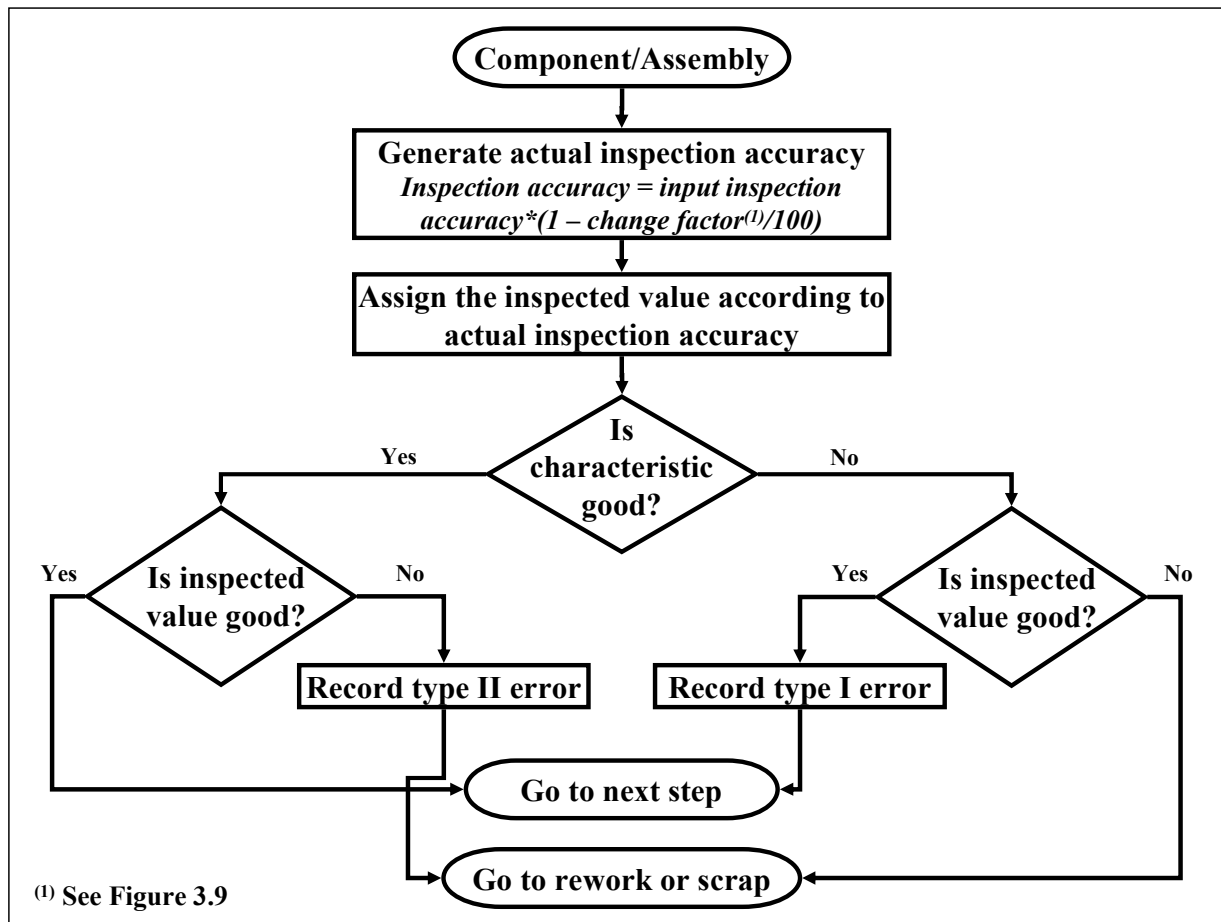 Component/Assembly
Generate actual inspection accuracy
Inspection accuracy = input inspection
accuracy*(1 – change factor(1)/100)
Assign the inspected value according to
actual inspection accuracy
Is
characteristic
good?
Yes
No
Yes
Is inspected
value good?
No
Yes
Is inspected
value good?
No
Record type II error
Record type I error
Go to next step
Go to rework or scrap
(1) See Figure 3.9